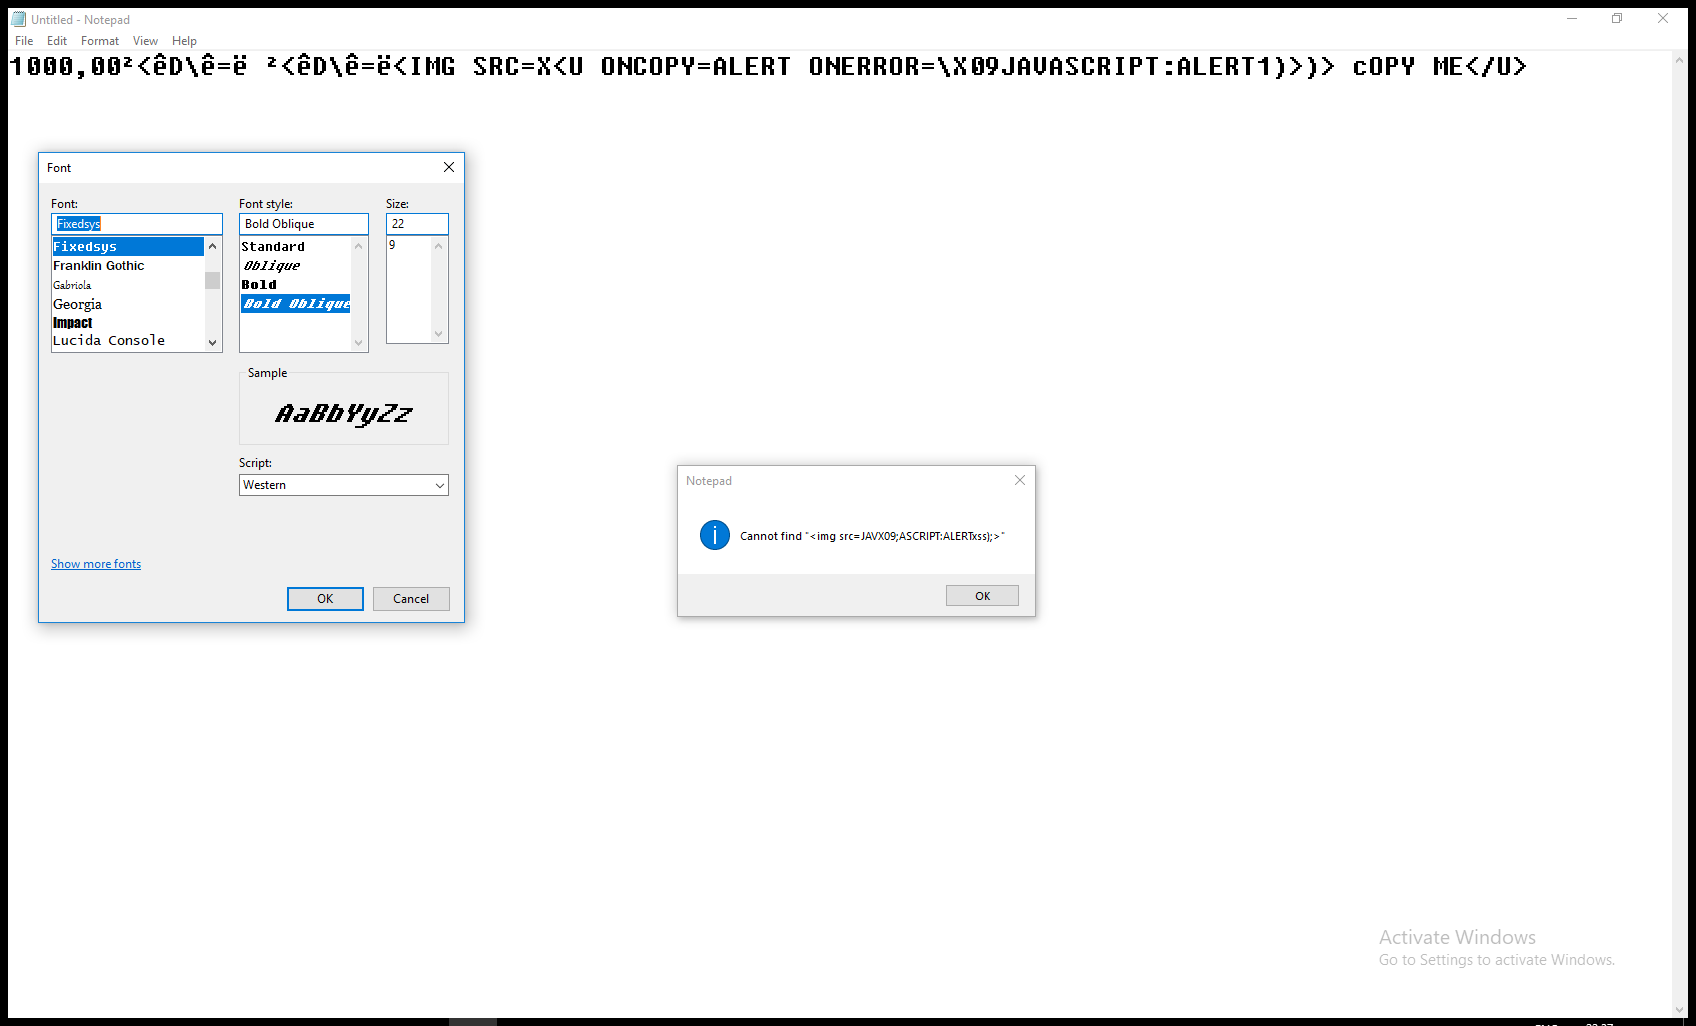 Untitled - Notepad
File Edit Format View Help
1000,00²<êD\ê=ë ²<êD\ê=ë<IMG SRC=X<U ONCOPY=ALERT ONERROR=\X09JAVASCRIPT:ALERT1)>)> cOPY ME</U>
Font
Font: Font style: Size:
Fixedsys Bold Oblique 22
Fixedsys Standard 9
Franklin Gothic Oblique
Gabriola Bold
Georgia Bold Oblique
Impact
Lucida Console
Sample
AaBbYyZz
Script:
Western
Show more fonts
OK Cancel
Notepad
Cannot find "<img src=JAVX09;ASCRIPT:ALERTxss);>"
OK
Activate Windows
Go to Settings to activate Windows.